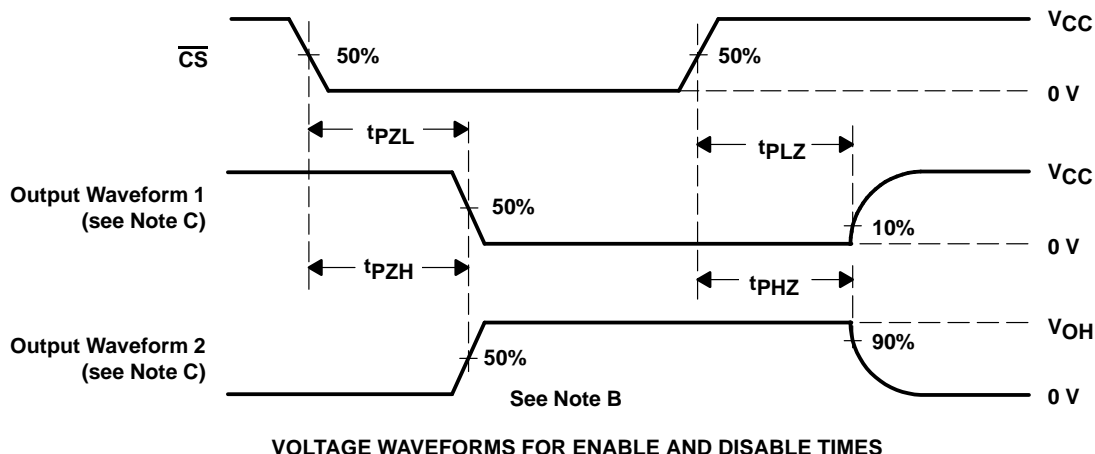 VCC
CS
50%
50%
0 V
tPZL
tPLZ
VCC
Output Waveform 1
(see Note C)
50%
10%
0 V
tPZH
tPHZ
VOH
Output Waveform 2
(see Note C)
50%
90%
See Note B
0 V
VOLTAGE WAVEFORMS FOR ENABLE AND DISABLE TIMES